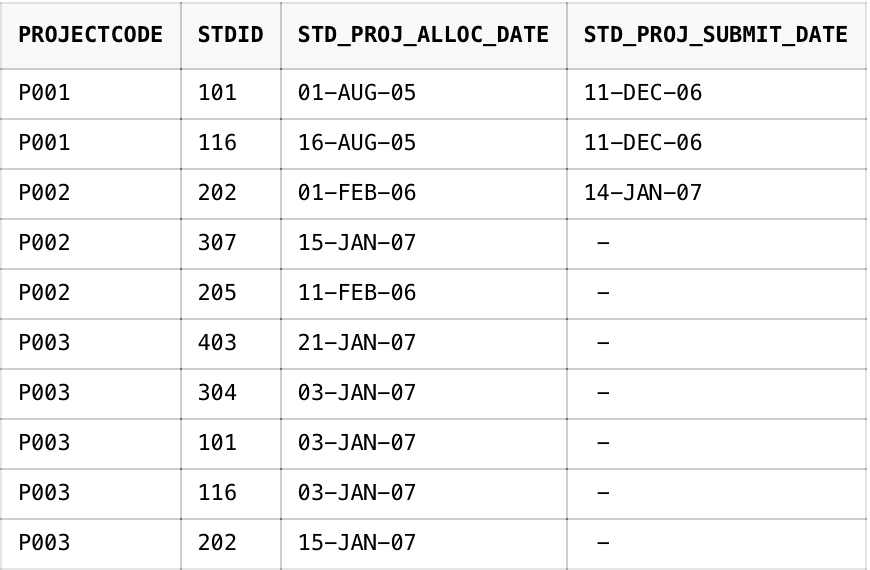 PROJECTCODE STDID STD_PROJ_ALLOC_DATE STD_PROJ_SUBMIT_DATE
P001 101 01-AUG-05 11-DEC-06
P001 116 16-AUG-05 11-DEC-06
P002 202 01-FEB-06 14-JAN-07
P002 307 15-JAN-07 -
P002 205 11-FEB-06 -
P003 403 21-JAN-07 -
P003 304 03-JAN-07 -
P003 101 03-JAN-07 -
P003 116 03-JAN-07 -
P003 202 15-JAN-07 -